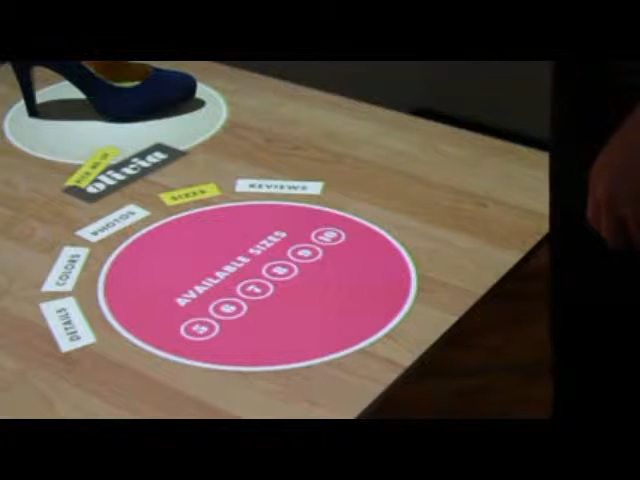 olivia
SIZES
REVIEWS
PHOTOS
COLORS
DETAILS
AVAILABLE SIZES
5 6 7 8 9 10